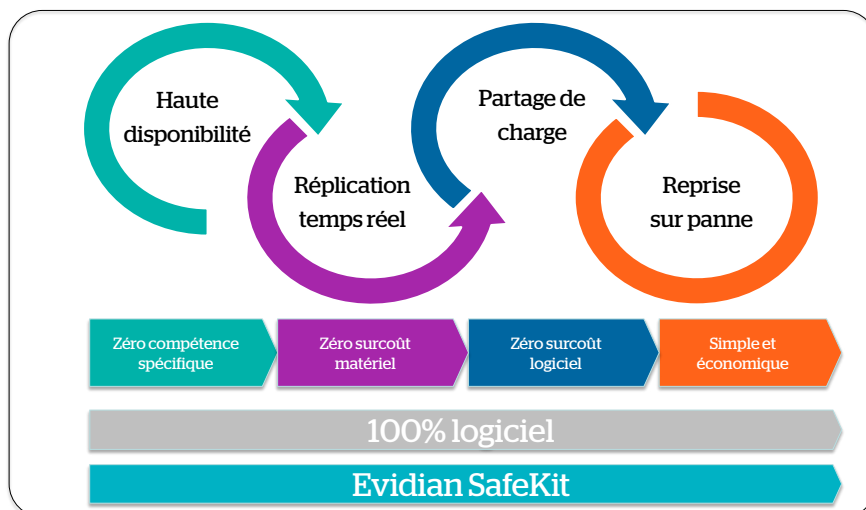 Haute
disponibilité
Réplication
temps réel
Partage de
charge
Reprise
sur panne
Zéro compétence
spécifique
Zéro surcoût
matériel
Zéro surcoût
logiciel
Simple et
économique
100% logiciel
Evidian SafeKit